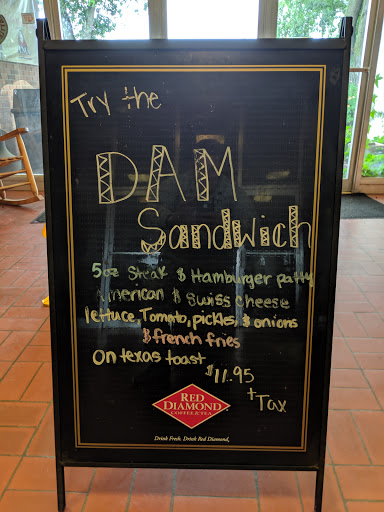 Try the
DAM
Sandwich
5oz Steak & Hamburger patty
American & Swiss cheese
lettuce, Tomato, pickles, & onions
& french fries
On texas toast
$11.95
+ Tax
RED
DIAMOND
COFFEE & TEA
Drink Fresh. Drink Red Diamond.